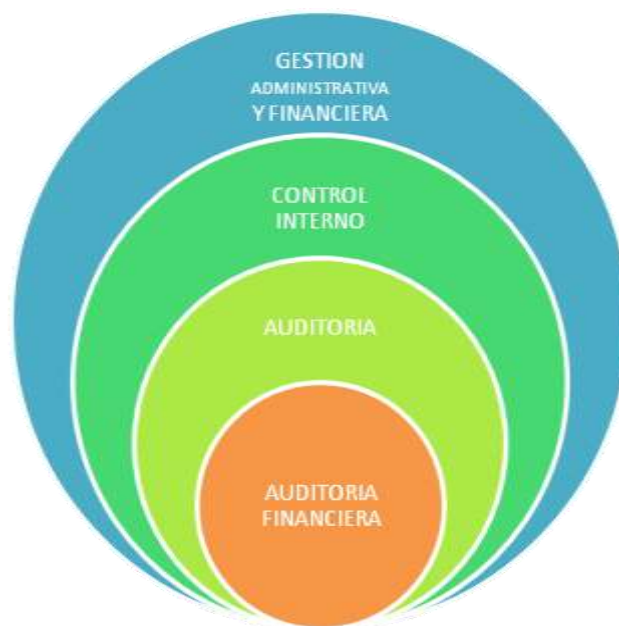 GESTION
ADMINISTRATIVA
Y FINANCIERA
CONTROL
INTERNO
AUDITORIA
AUDITORIA
FINANCIERA